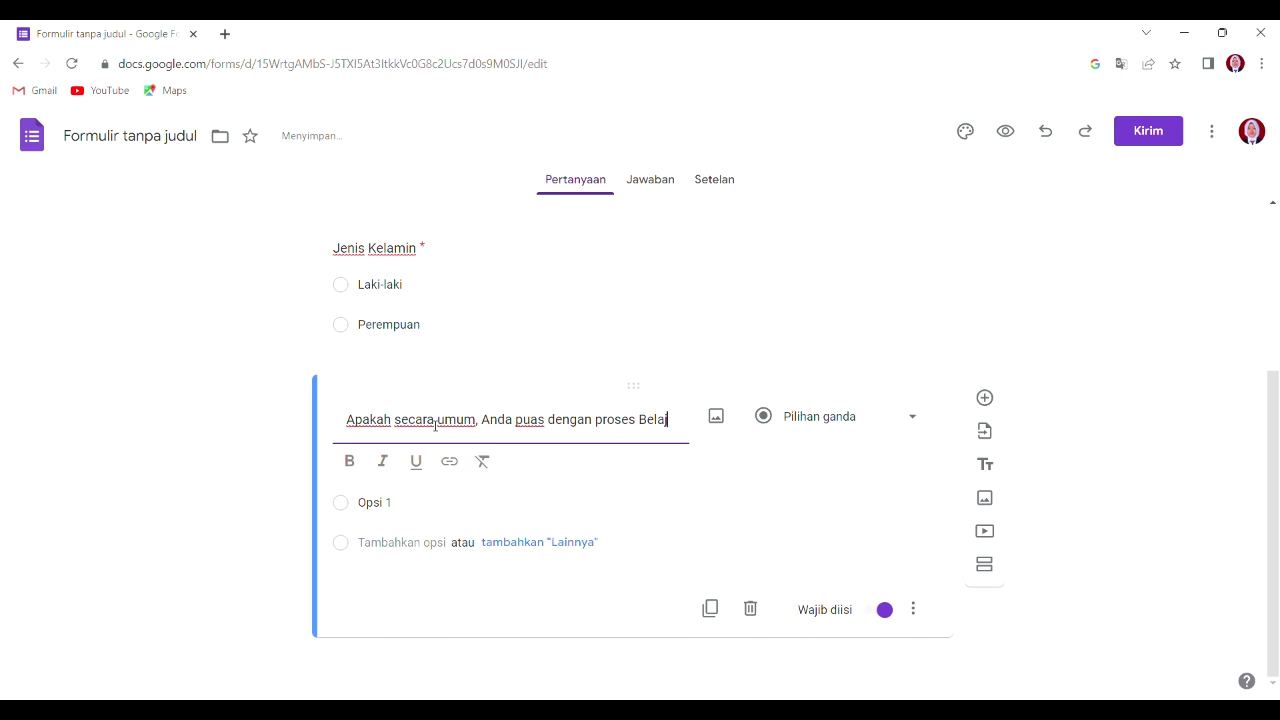 Formulir tanpa judul - Google Fo
docs.google.com/forms/d/15WrtgAMbS-J5TXI5At3ItkkVc0G8c2Ucs7d0s9M0SJI/edit
Gmail YouTube Maps
Formulir tanpa judul Menyimpan... Kirim
Pertanyaan Jawaban Setelan
Jenis Kelamin *
Laki-laki
Perempuan
Apakah secara umum, Anda puas dengan proses Belaj Pilihan ganda
B I U
Opsi 1
Tambahkan opsi atau tambahkan "Lainnya"
Wajib diisi